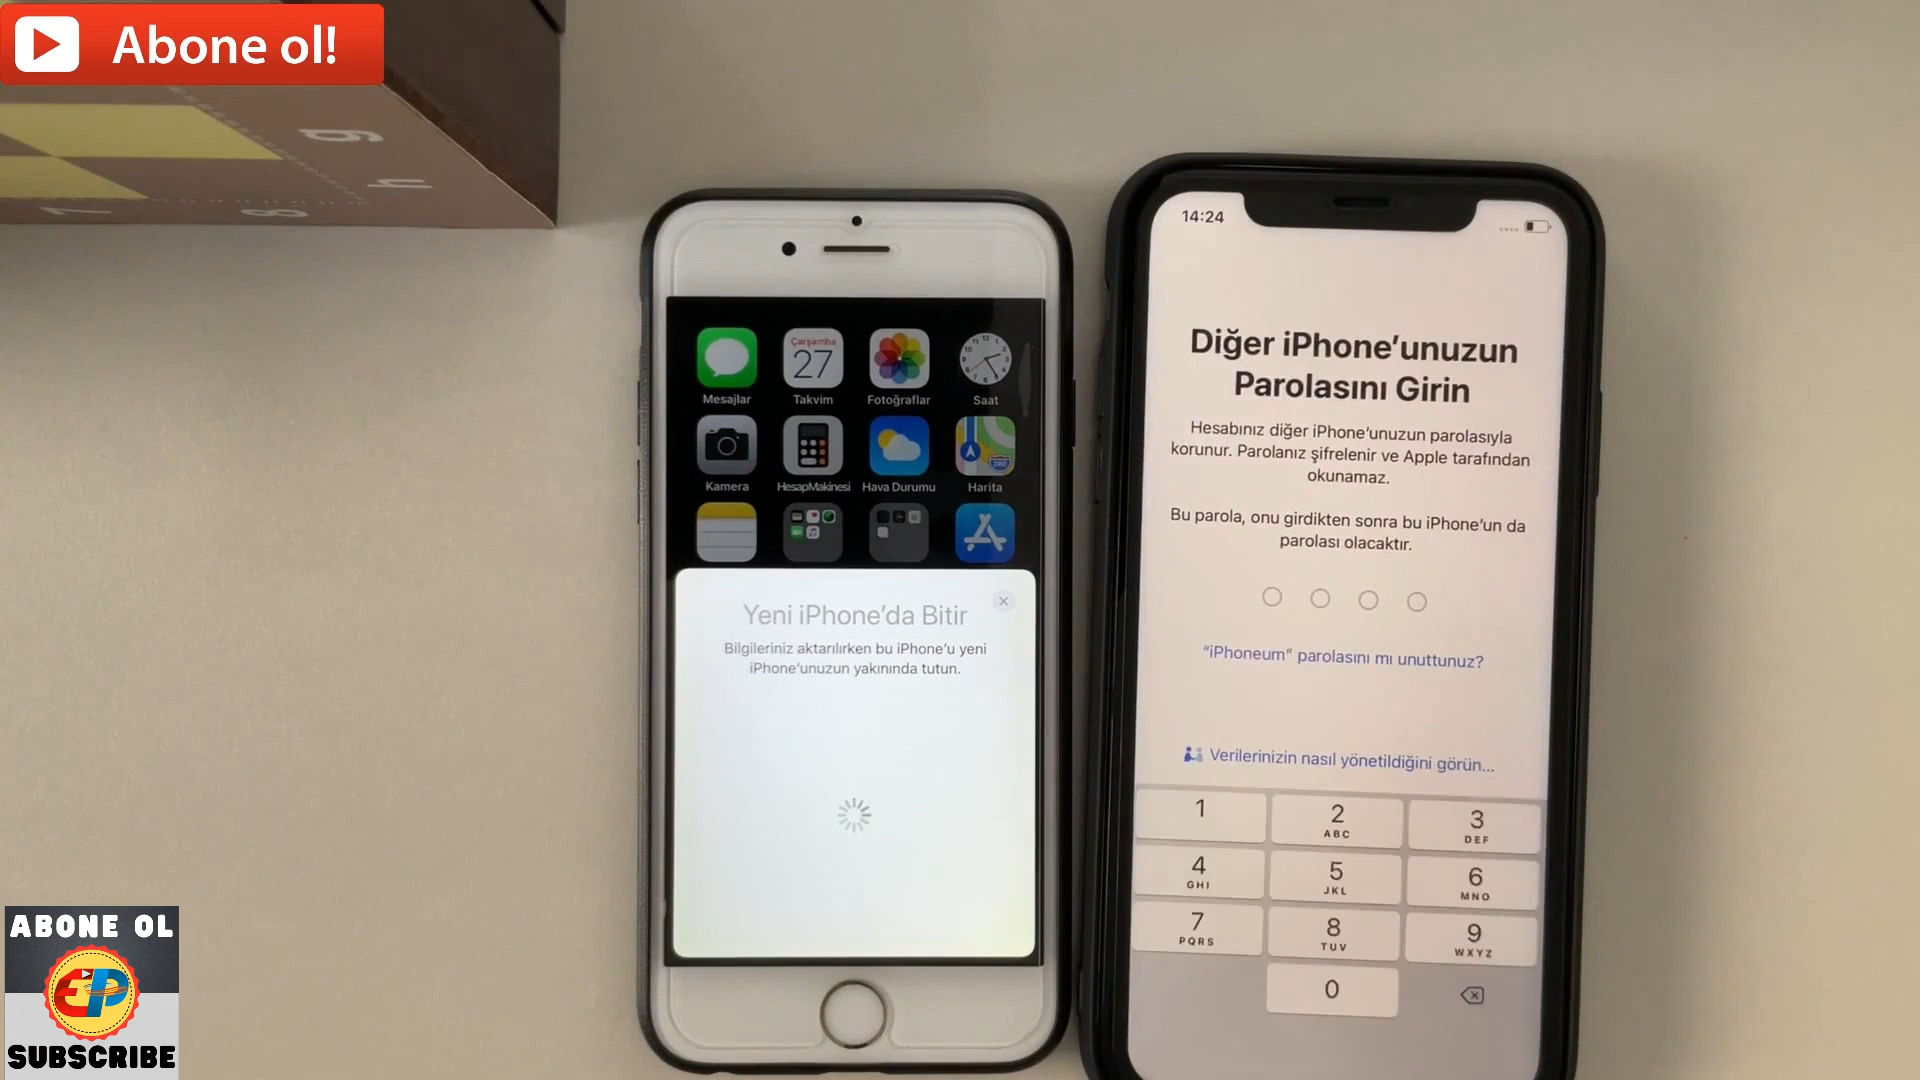 Abone ol!
g
h
7
8
Çarşamba
27
Mesajlar
Takvim
Fotoğraflar
Saat
Kamera
HesapMakinesi
Hava Durumu
Harita
Yeni iPhone'da Bitir
Bilgileriniz aktarılırken bu iPhone'u yeni
iPhone'unuzun yakınında tutun.
14:24
Diğer iPhone'unuzun
Parolasını Girin
Hesabınız diğer iPhone'unuzun parolasıyla
korunur. Parolanız şifrelenir ve Apple tarafından
okunamaz.
Bu parola, onu girdikten sonra bu iPhone'un da
parolası olacaktır.
"iPhoneum" parolasını mı unuttunuz?
Verilerinizin nasıl yönetildiğini görün...
1
2
ABC
3
DEF
4
GHI
5
JKL
6
MNO
7
PQRS
8
TUV
9
WXYZ
0
ABONE OL
EP
SUBSCRIBE